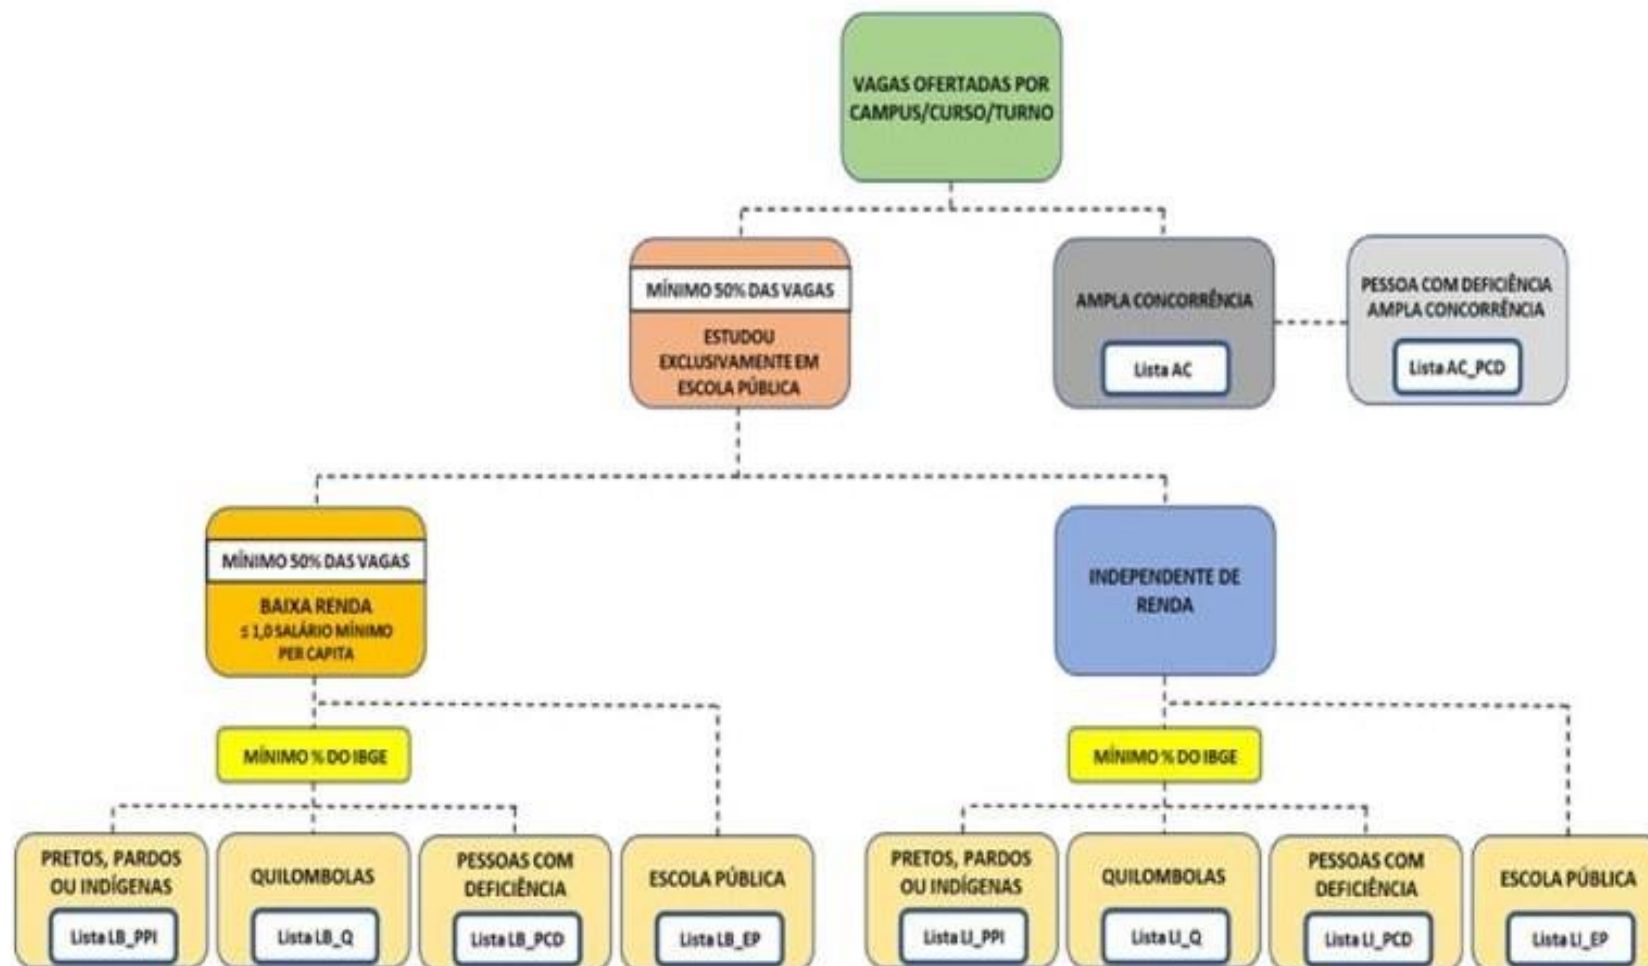 VAGAS OFERTADAS POR
CAMPUS/CURSO/TURNO
MÍNIMO 50% DAS VAGAS
ESTUDOU
EXCLUSIVAMENTE EM
ESCOLA PÚBLICA
AMPLA CONCORRÊNCIA
Lista AC
PESSOA COM DEFICIÊNCIA
AMPLA CONCORRÊNCIA
Lista AC_PCD
MÍNIMO 50% DAS VAGAS
BAIXA RENDA
≤ 1,0 SALÁRIO MÍNIMO
PER CAPITA
INDEPENDENTE DE
RENDA
MÍNIMO % DO IBGE
MÍNIMO % DO IBGE
PRETOS, PARDOS
OU INDÍGENAS
Lista LB_PPI
QUILOMBOLAS
Lista LB_Q
PESSOAS COM
DEFICIÊNCIA
Lista LB_PCD
ESCOLA PÚBLICA
Lista LB_EP
PRETOS, PARDOS
OU INDÍGENAS
Lista LI_PPI
QUILOMBOLAS
Lista LI_Q
PESSOAS COM
DEFICIÊNCIA
Lista LI_PCD
ESCOLA PÚBLICA
Lista LI_EP